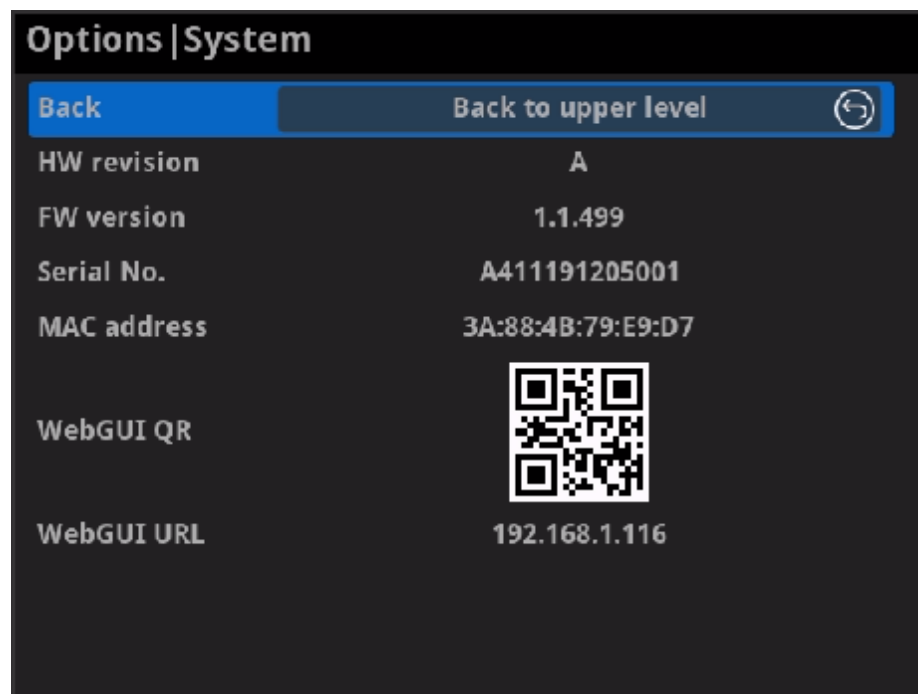 Options|System
Back Back to upper level
HW revision A
FW version 1.1.499
Serial No. A411191205001
MAC address 3A:88:4B:79:E9:D7
WebGUI QR
WebGUI URL 192.168.1.116